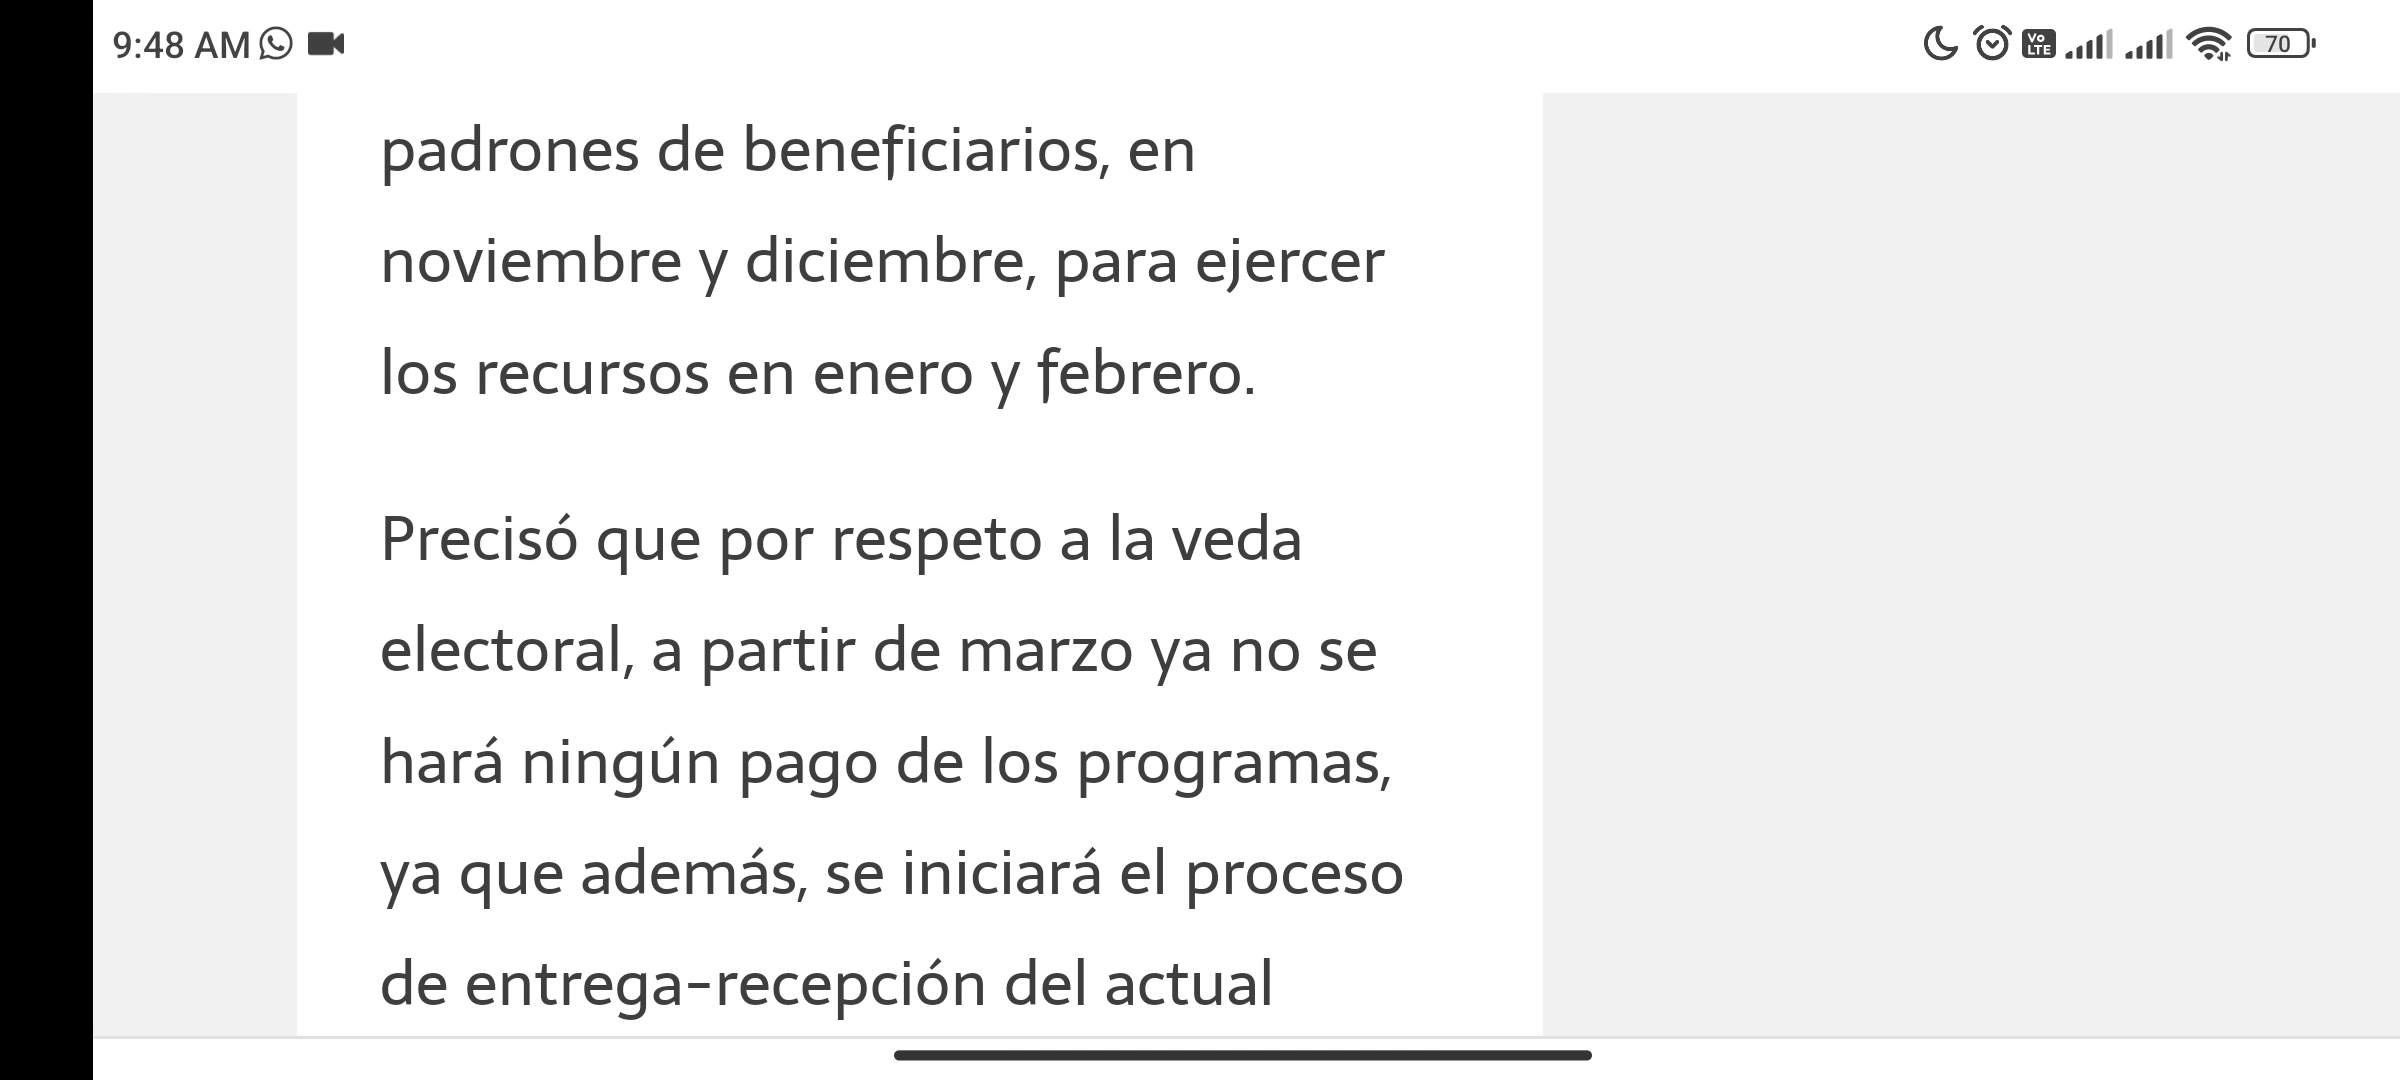 9:48 AM
Vo LTE
70
padrones de beneficiarios, en
noviembre y diciembre, para ejercer
los recursos en enero y febrero.
Precisó que por respeto a la veda
electoral, a partir de marzo ya no se
hará ningún pago de los programas,
ya que además, se iniciará el proceso
de entrega-recepción del actual